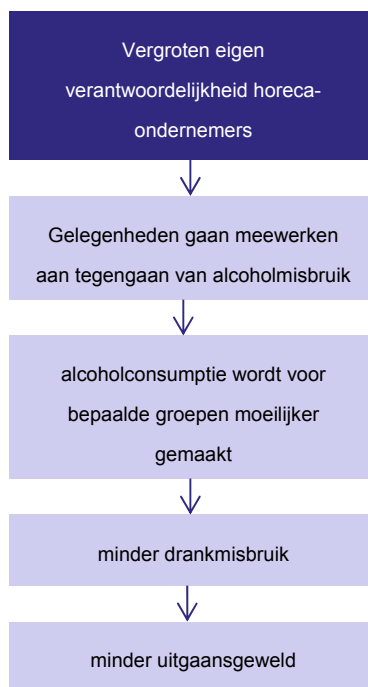 Vergroten eigen
verantwoordelijkheid horeca-
ondernemers
Gelegenheden gaan meewerken
aan tegengaan van alcoholmisbruik
alcoholconsumptie wordt voor
bepaalde groepen moeilijker
gemaakt
minder drankmisbruik
minder uitgaansgeweld